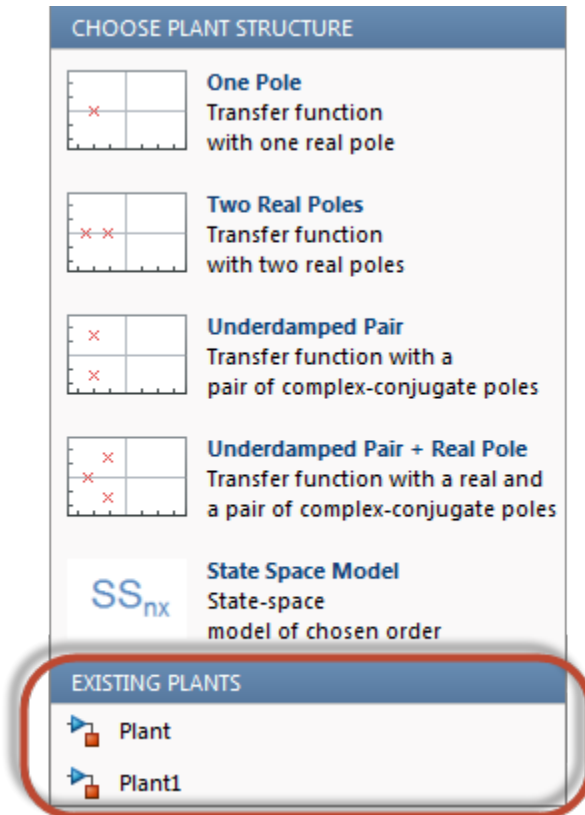 CHOOSE PLANT STRUCTURE
One Pole
Transfer function
with one real pole
Two Real Poles
Transfer function
with two real poles
Underdamped Pair
Transfer function with a
pair of complex-conjugate poles
Underdamped Pair + Real Pole
Transfer function with a real and
a pair of complex-conjugate poles
SSnx
State Space Model
State-space
model of chosen order
EXISTING PLANTS
Plant
Plant1